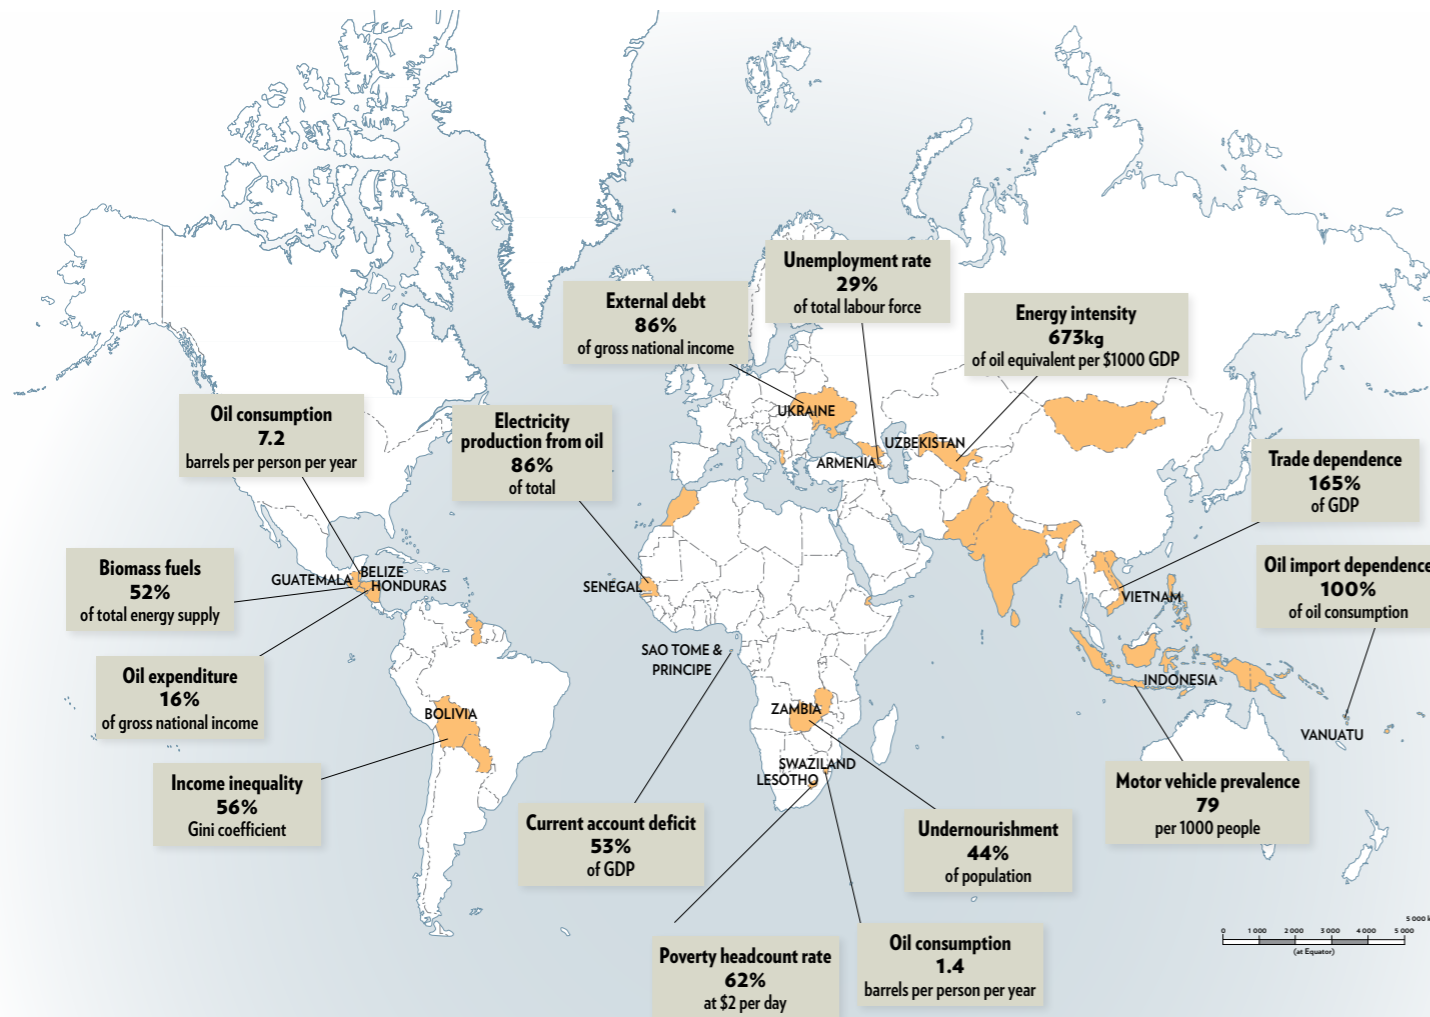 Unemployment rate
29%
of total labour force
External debt
86%
of gross national income
Energy intensity
673kg
of oil equivalent per $1000 GDP
Oil consumption
7.2
barrels per person per year
Electricity
production from oil
86%
of total
UKRAINE
UZBEKISTAN
ARMENIA
Trade dependence
165%
of GDP
Biomass fuels
52%
of total energy supply
GUATEMALA
BELIZE
HONDURAS
SENEGAL
VIETNAM
Oil import dependence
100%
of oil consumption
Oil expenditure
16%
of gross national income
SAO TOME &
PRINCIPE
INDONESIA
BOLIVIA
ZAMBIA
VANUATU
SWAZILAND
LESOTHO
Income inequality
56%
Gini coefficient
Current account deficit
53%
of GDP
Undernourishment
44%
of population
Motor vehicle prevalence
79
per 1000 people
Poverty headcount rate
62%
at $2 per day
Oil consumption
1.4
barrels per person per year
5 000 k
0 1 000 2 000 3 000 4 000 5 000
(at Equator)